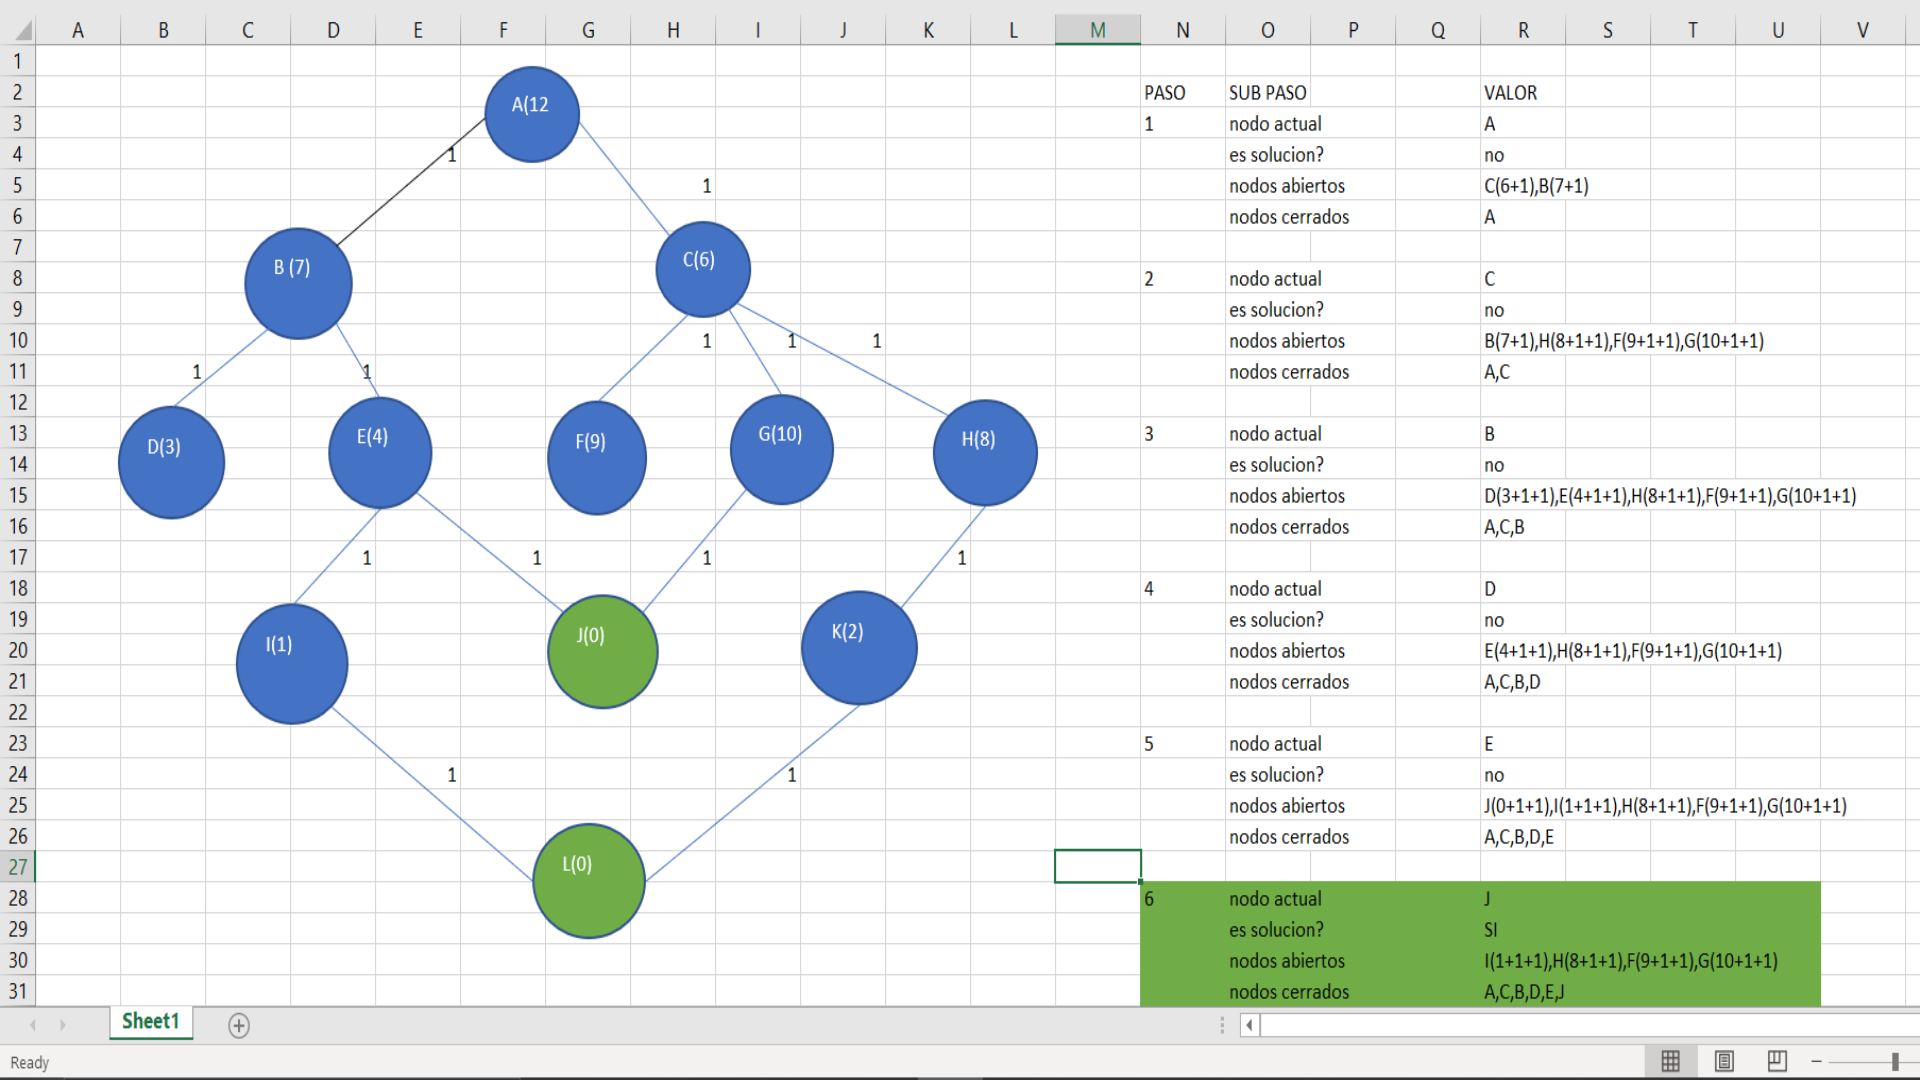 A B C D E F G H I J K L M N O P Q R S T U V
1
2 PASO SUB PASO VALOR
3 1 nodo actual A
4 es solucion? no
5 nodos abiertos C(6+1),B(7+1)
6 nodos cerrados A
7
8 2 nodo actual C
9 es solucion? no
10 nodos abiertos B(7+1),H(8+1+1),F(9+1+1),G(10+1+1)
11 nodos cerrados A,C
12
13 3 nodo actual B
14 es solucion? no
15 nodos abiertos D(3+1+1),E(4+1+1),H(8+1+1),F(9+1+1),G(10+1+1)
16 nodos cerrados A,C,B
17
18 4 nodo actual D
19 es solucion? no
20 nodos abiertos E(4+1+1),H(8+1+1),F(9+1+1),G(10+1+1)
21 nodos cerrados A,C,B,D
22
23 5 nodo actual E
24 es solucion? no
25 nodos abiertos J(0+1+1),I(1+1+1),H(8+1+1),F(9+1+1),G(10+1+1)
26 nodos cerrados A,C,B,D,E
27
28 6 nodo actual J
29 es solucion? SI
30 nodos abiertos I(1+1+1),H(8+1+1),F(9+1+1),G(10+1+1)
31 nodos cerrados A,C,B,D,E,J
A(12
1
1
B (7)
C(6)
1 1 1
1 1
D(3) E(4) F(9) G(10) H(8)
1 1 1 1
I(1) J(0) K(2)
1 1
L(0)
Sheet1
Ready